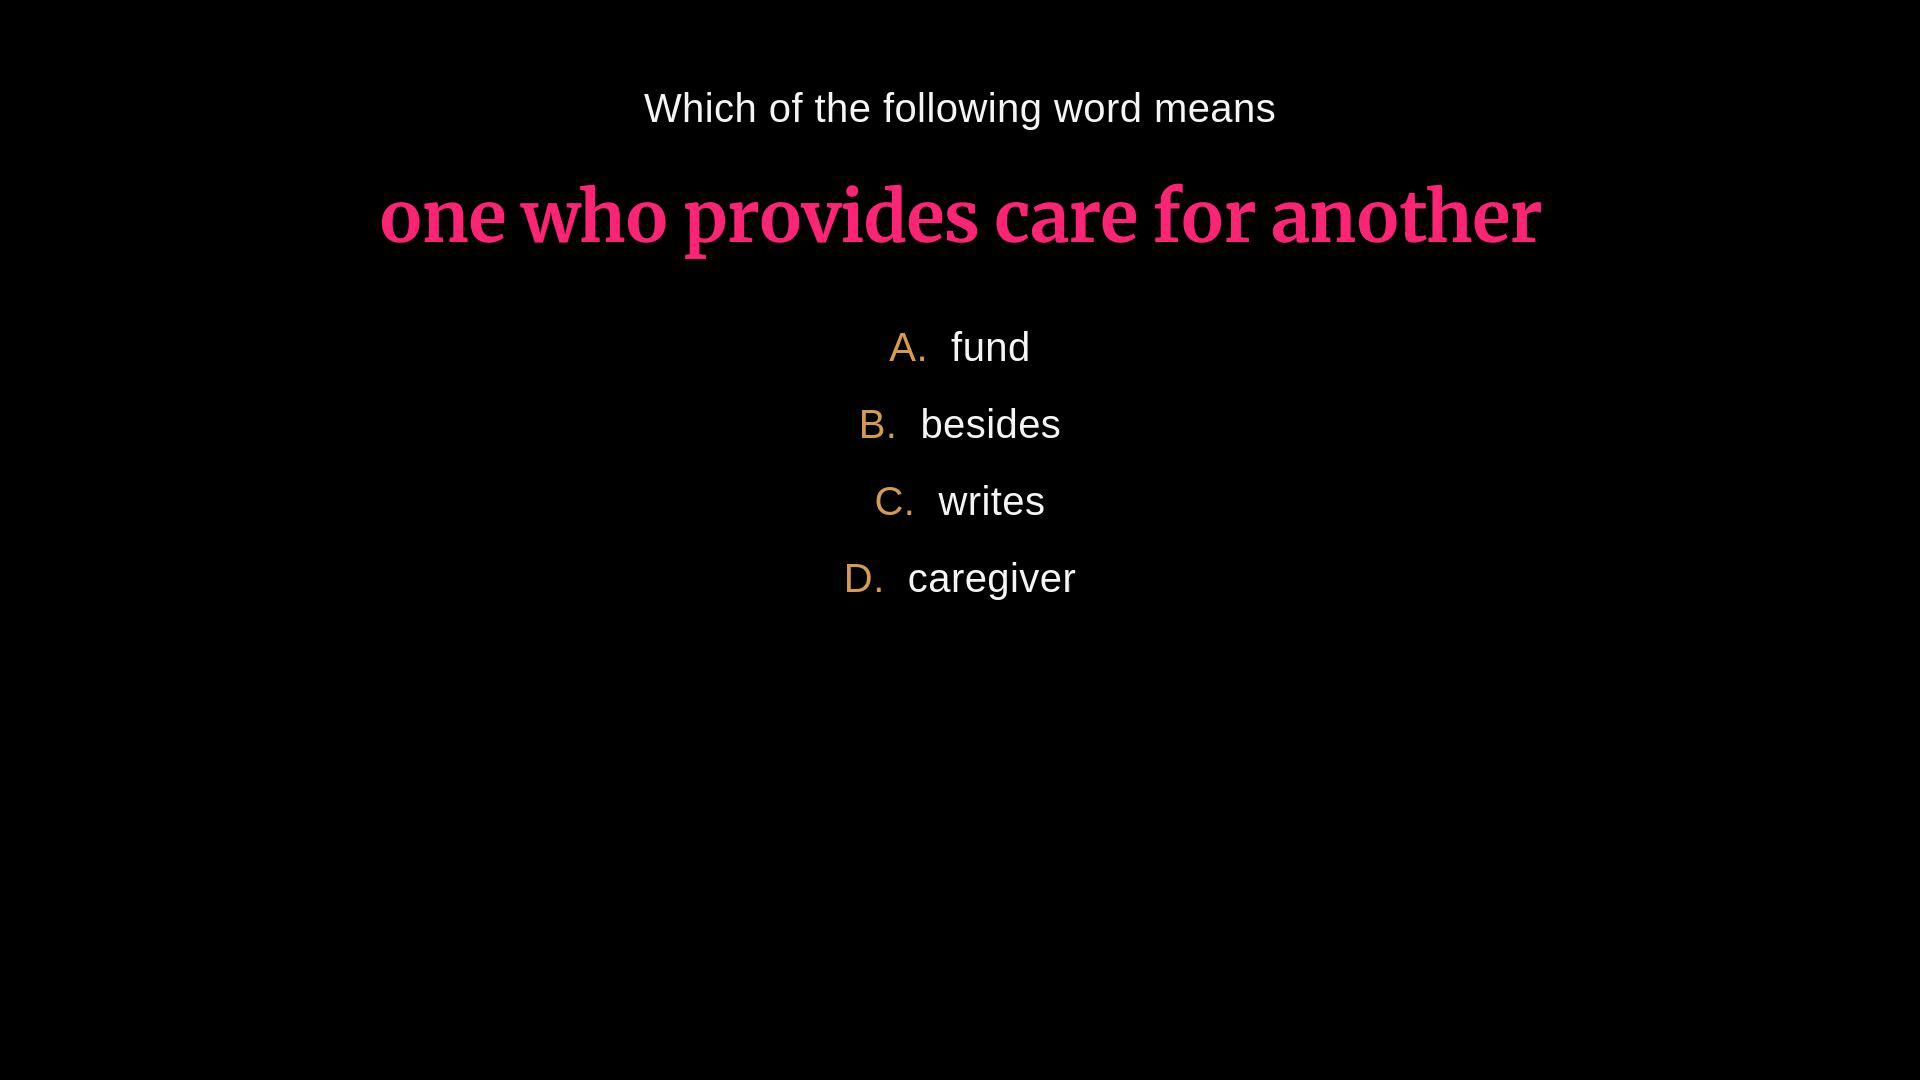 Which of the following word means
one who provides care for another
A. fund
B. besides
C. writes
D. caregiver